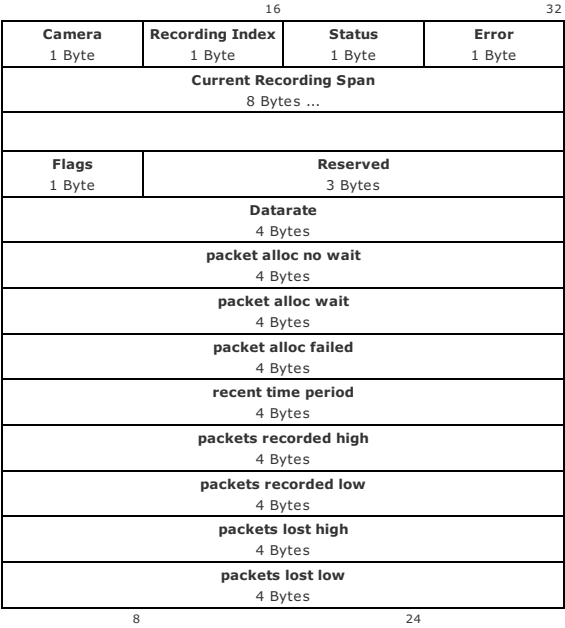 16 32
Camera Recording Index Status Error
1 Byte 1 Byte 1 Byte 1 Byte
Current Recording Span
8 Bytes ...
Flags Reserved
1 Byte 3 Bytes
Datarate
4 Bytes
packet alloc no wait
4 Bytes
packet alloc wait
4 Bytes
packet alloc failed
4 Bytes
recent time period
4 Bytes
packets recorded high
4 Bytes
packets recorded low
4 Bytes
packets lost high
4 Bytes
packets lost low
4 Bytes
8 24